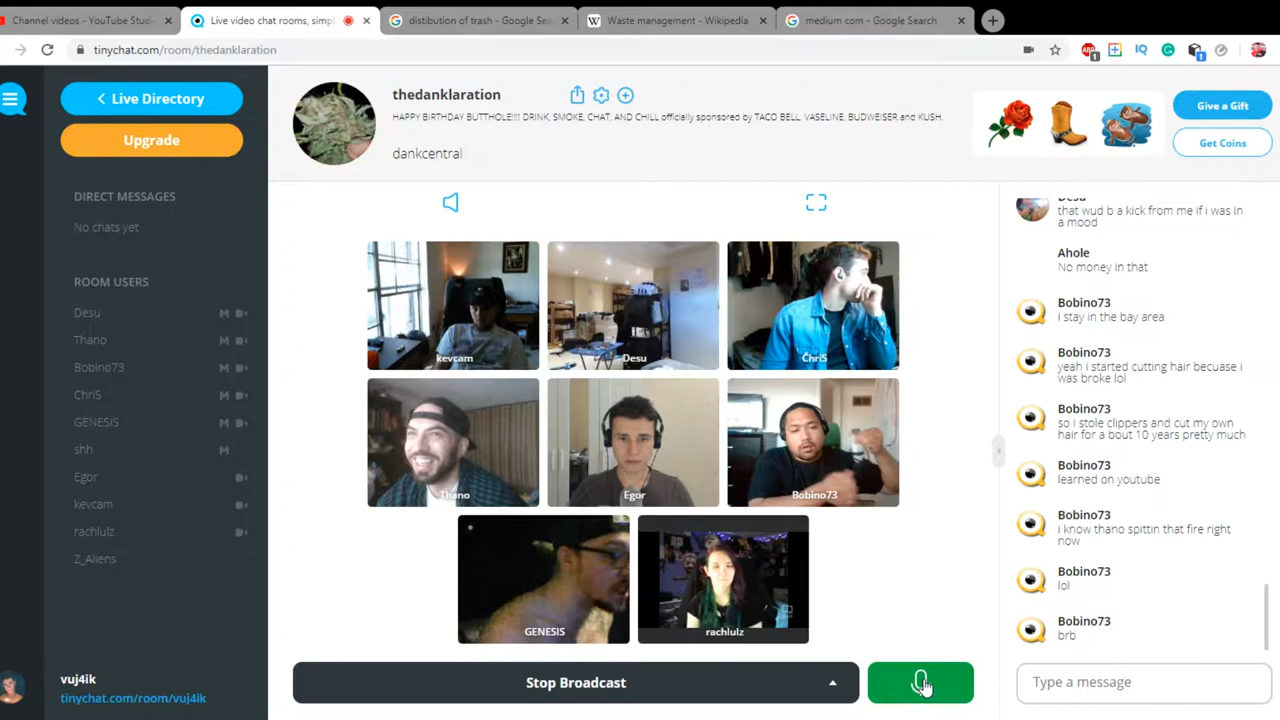 Channel videos - YouTube Stud
Live video chat rooms, simpl
distibution of trash - Google Sea
Waste management - Wikipedia
medium com - Google Search
tinychat.com/room/thedanklaration
Live Directory
Upgrade
DIRECT MESSAGES
No chats yet
ROOM USERS
Desu M
Thano M
Bobino73 M
ChriS M
GENESIS M
shh M
Egor
kevcam
rachlulz
Z_Aliens
vuj4ik
tinychat.com/room/vuj4ik
thedanklaration
HAPPY BIRTHDAY BUTTHOLE!!!! DRINK, SMOKE, CHAT, AND CHILL officially sponsored by TACO BELL, VASELINE, BUDWEISER and KUSH.
dankcentral
Give a Gift
Get Coins
kevcam
Desu
ChriS
Thano
Egor
Bobino73
GENESIS
rachlulz
Stop Broadcast
Desu
that wud b a kick from me if i was in
a mood
Ahole
No money in that
Bobino73
i stay in the bay area
Bobino73
yeah i started cutting hair becuase i
was broke lol
Bobino73
so i stole clippers and cut my own
hair for a bout 10 years pretty much
Bobino73
learned on youtube
Bobino73
i know thano spittin that fire right
now
Bobino73
lol
Bobino73
brb
Type a message